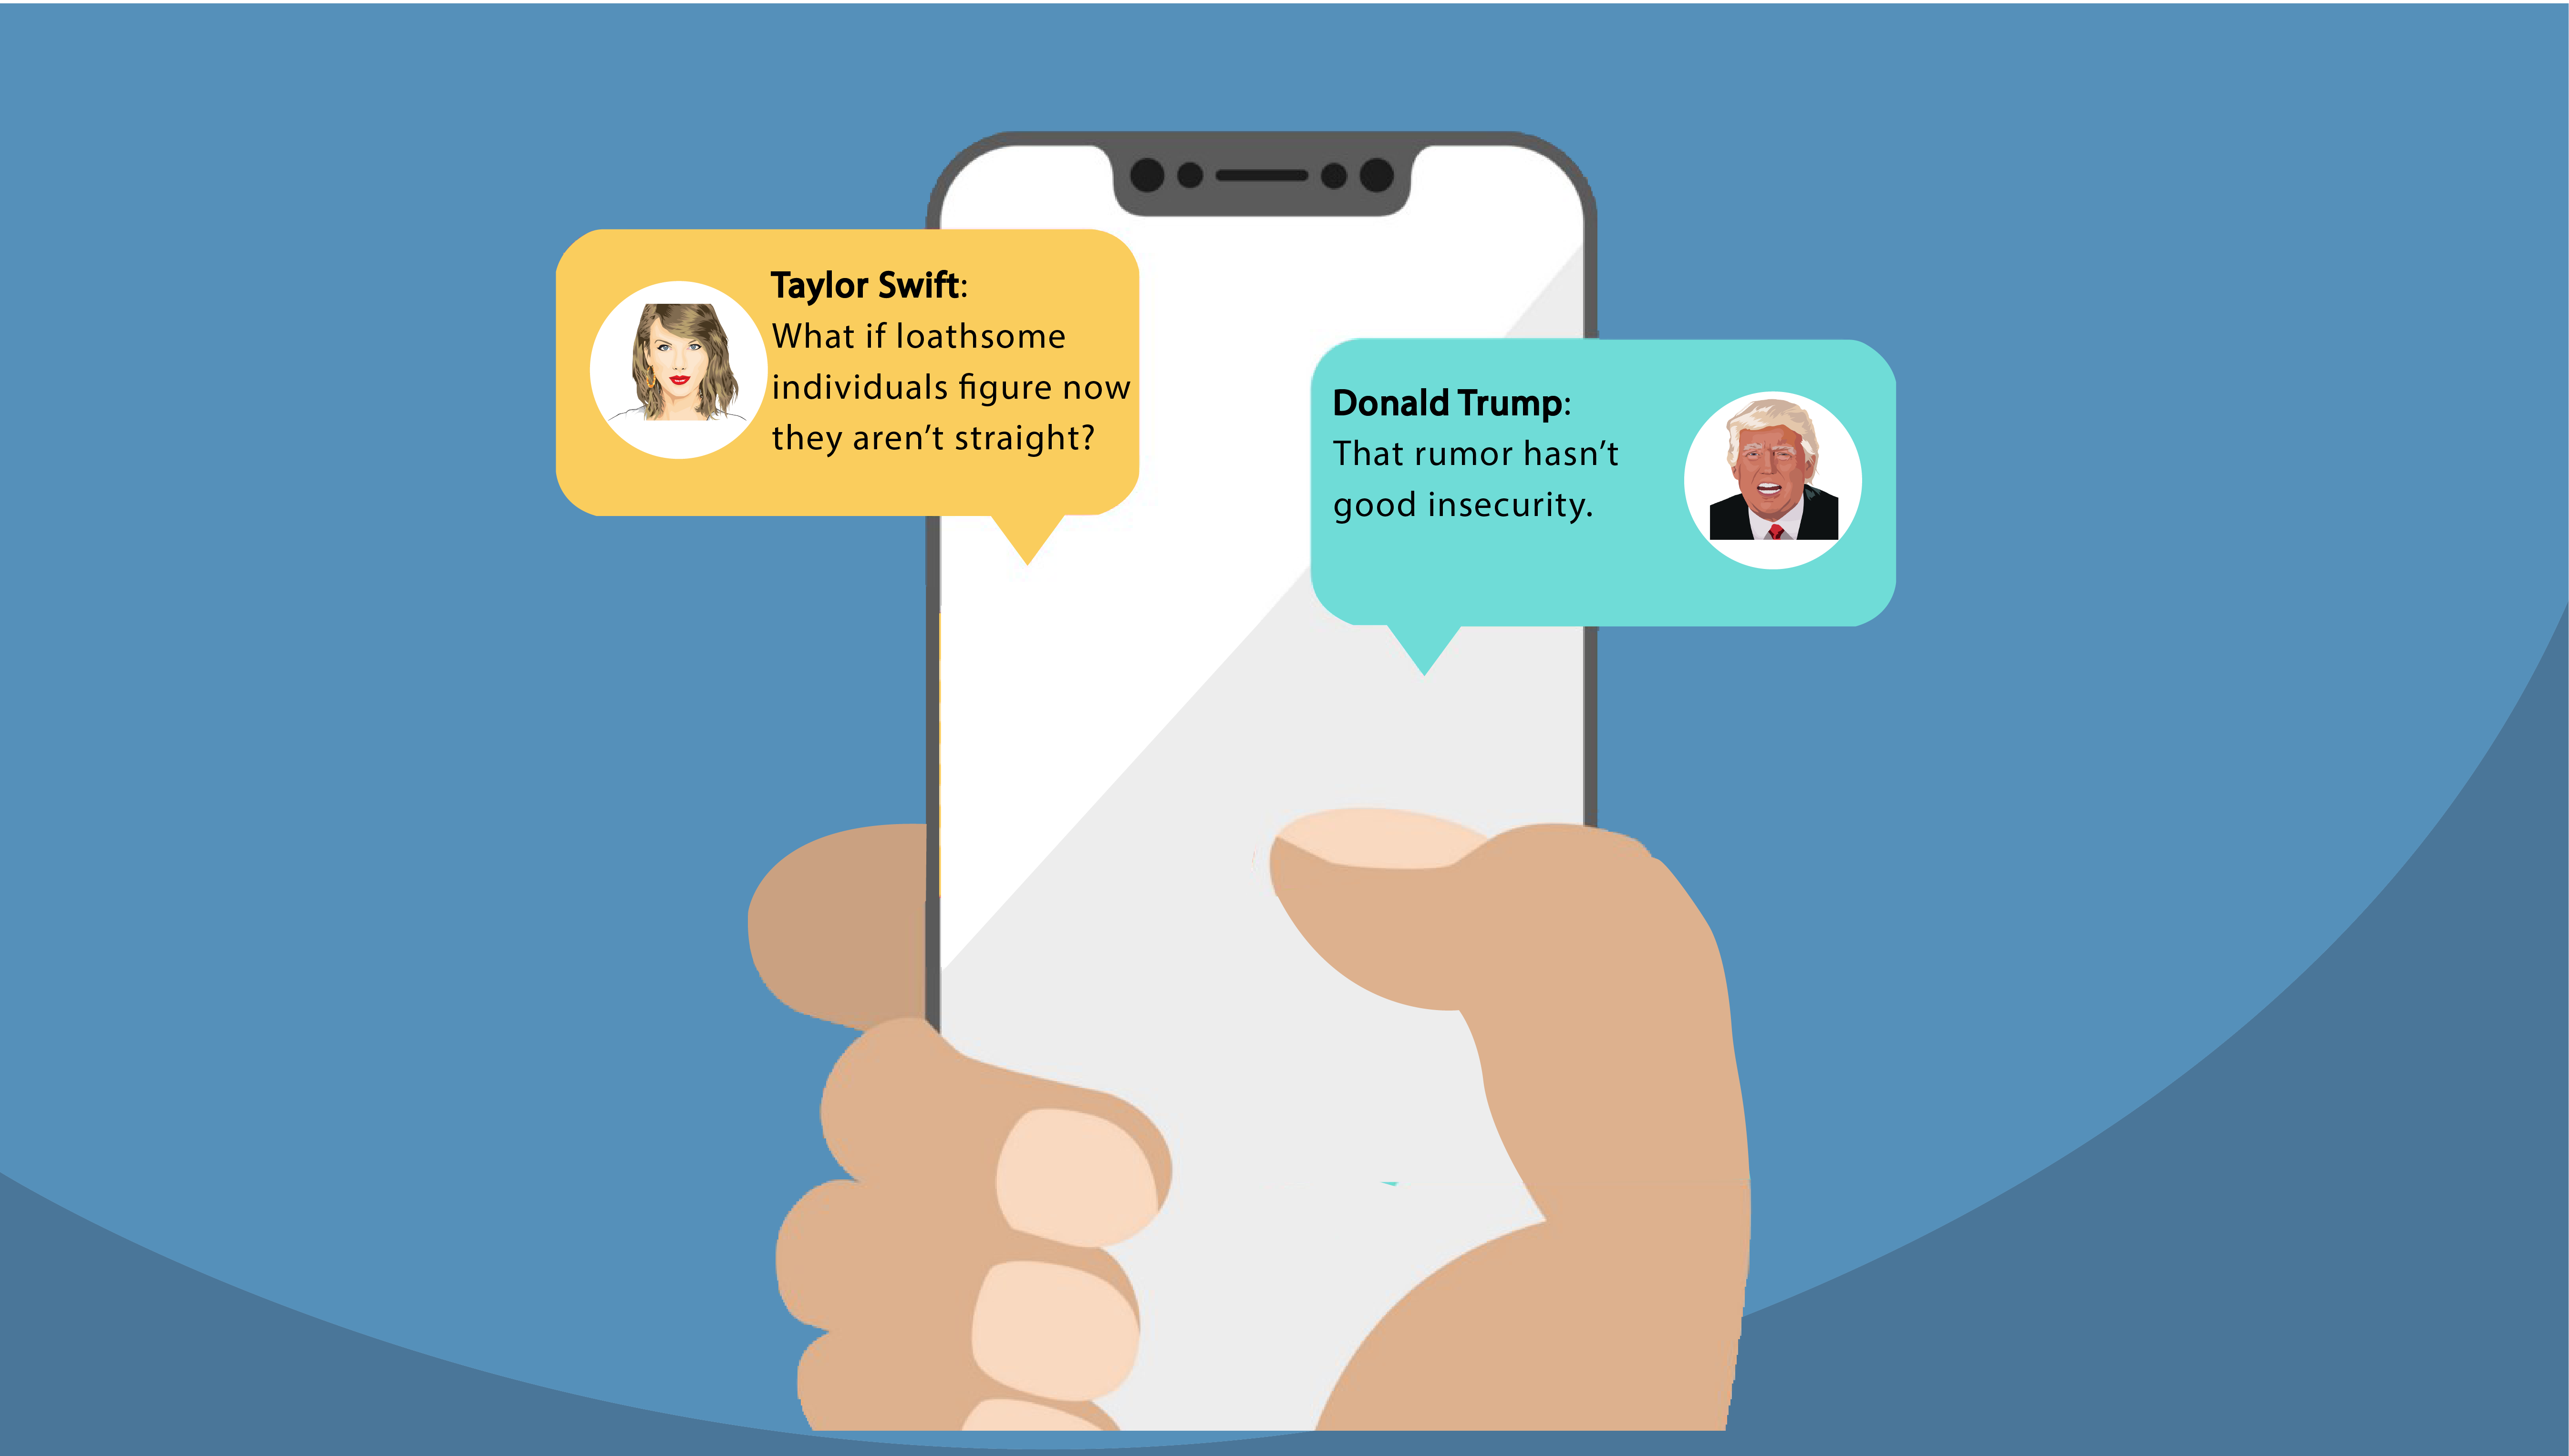 Taylor Swift:
What if loathsome
individuals figure now
they aren’t straight?
Donald Trump:
That rumor hasn’t
good insecurity.